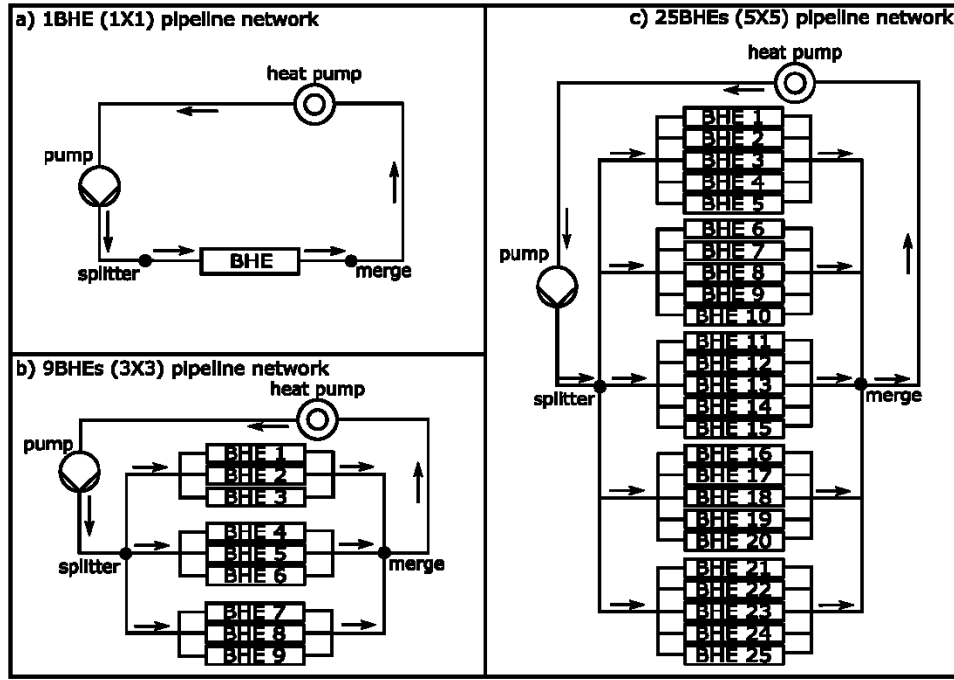 a) 1BHE (1X1) pipeline network
heat pump
pump
splitter
BHE
merge
b) 9BHEs (3X3) pipeline network
heat pump
pump
BHE 1
BHE 2
BHE 3
BHE 4
BHE 5
BHE 6
splitter
merge
BHE 7
BHE 8
BHE 9
c) 25BHEs (5X5) pipeline network
heat pump
BHE 1
BHE 2
BHE 3
BHE 4
BHE 5
BHE 6
pump
BHE 7
BHE 8
BHE 9
BHE 10
BHE 11
BHE 12
BHE 13
splitter
merge
BHE 14
BHE 15
BHE 16
BHE 17
BHE 18
BHE 19
BHE 20
BHE 21
BHE 22
BHE 23
BHE 24
BHE 25